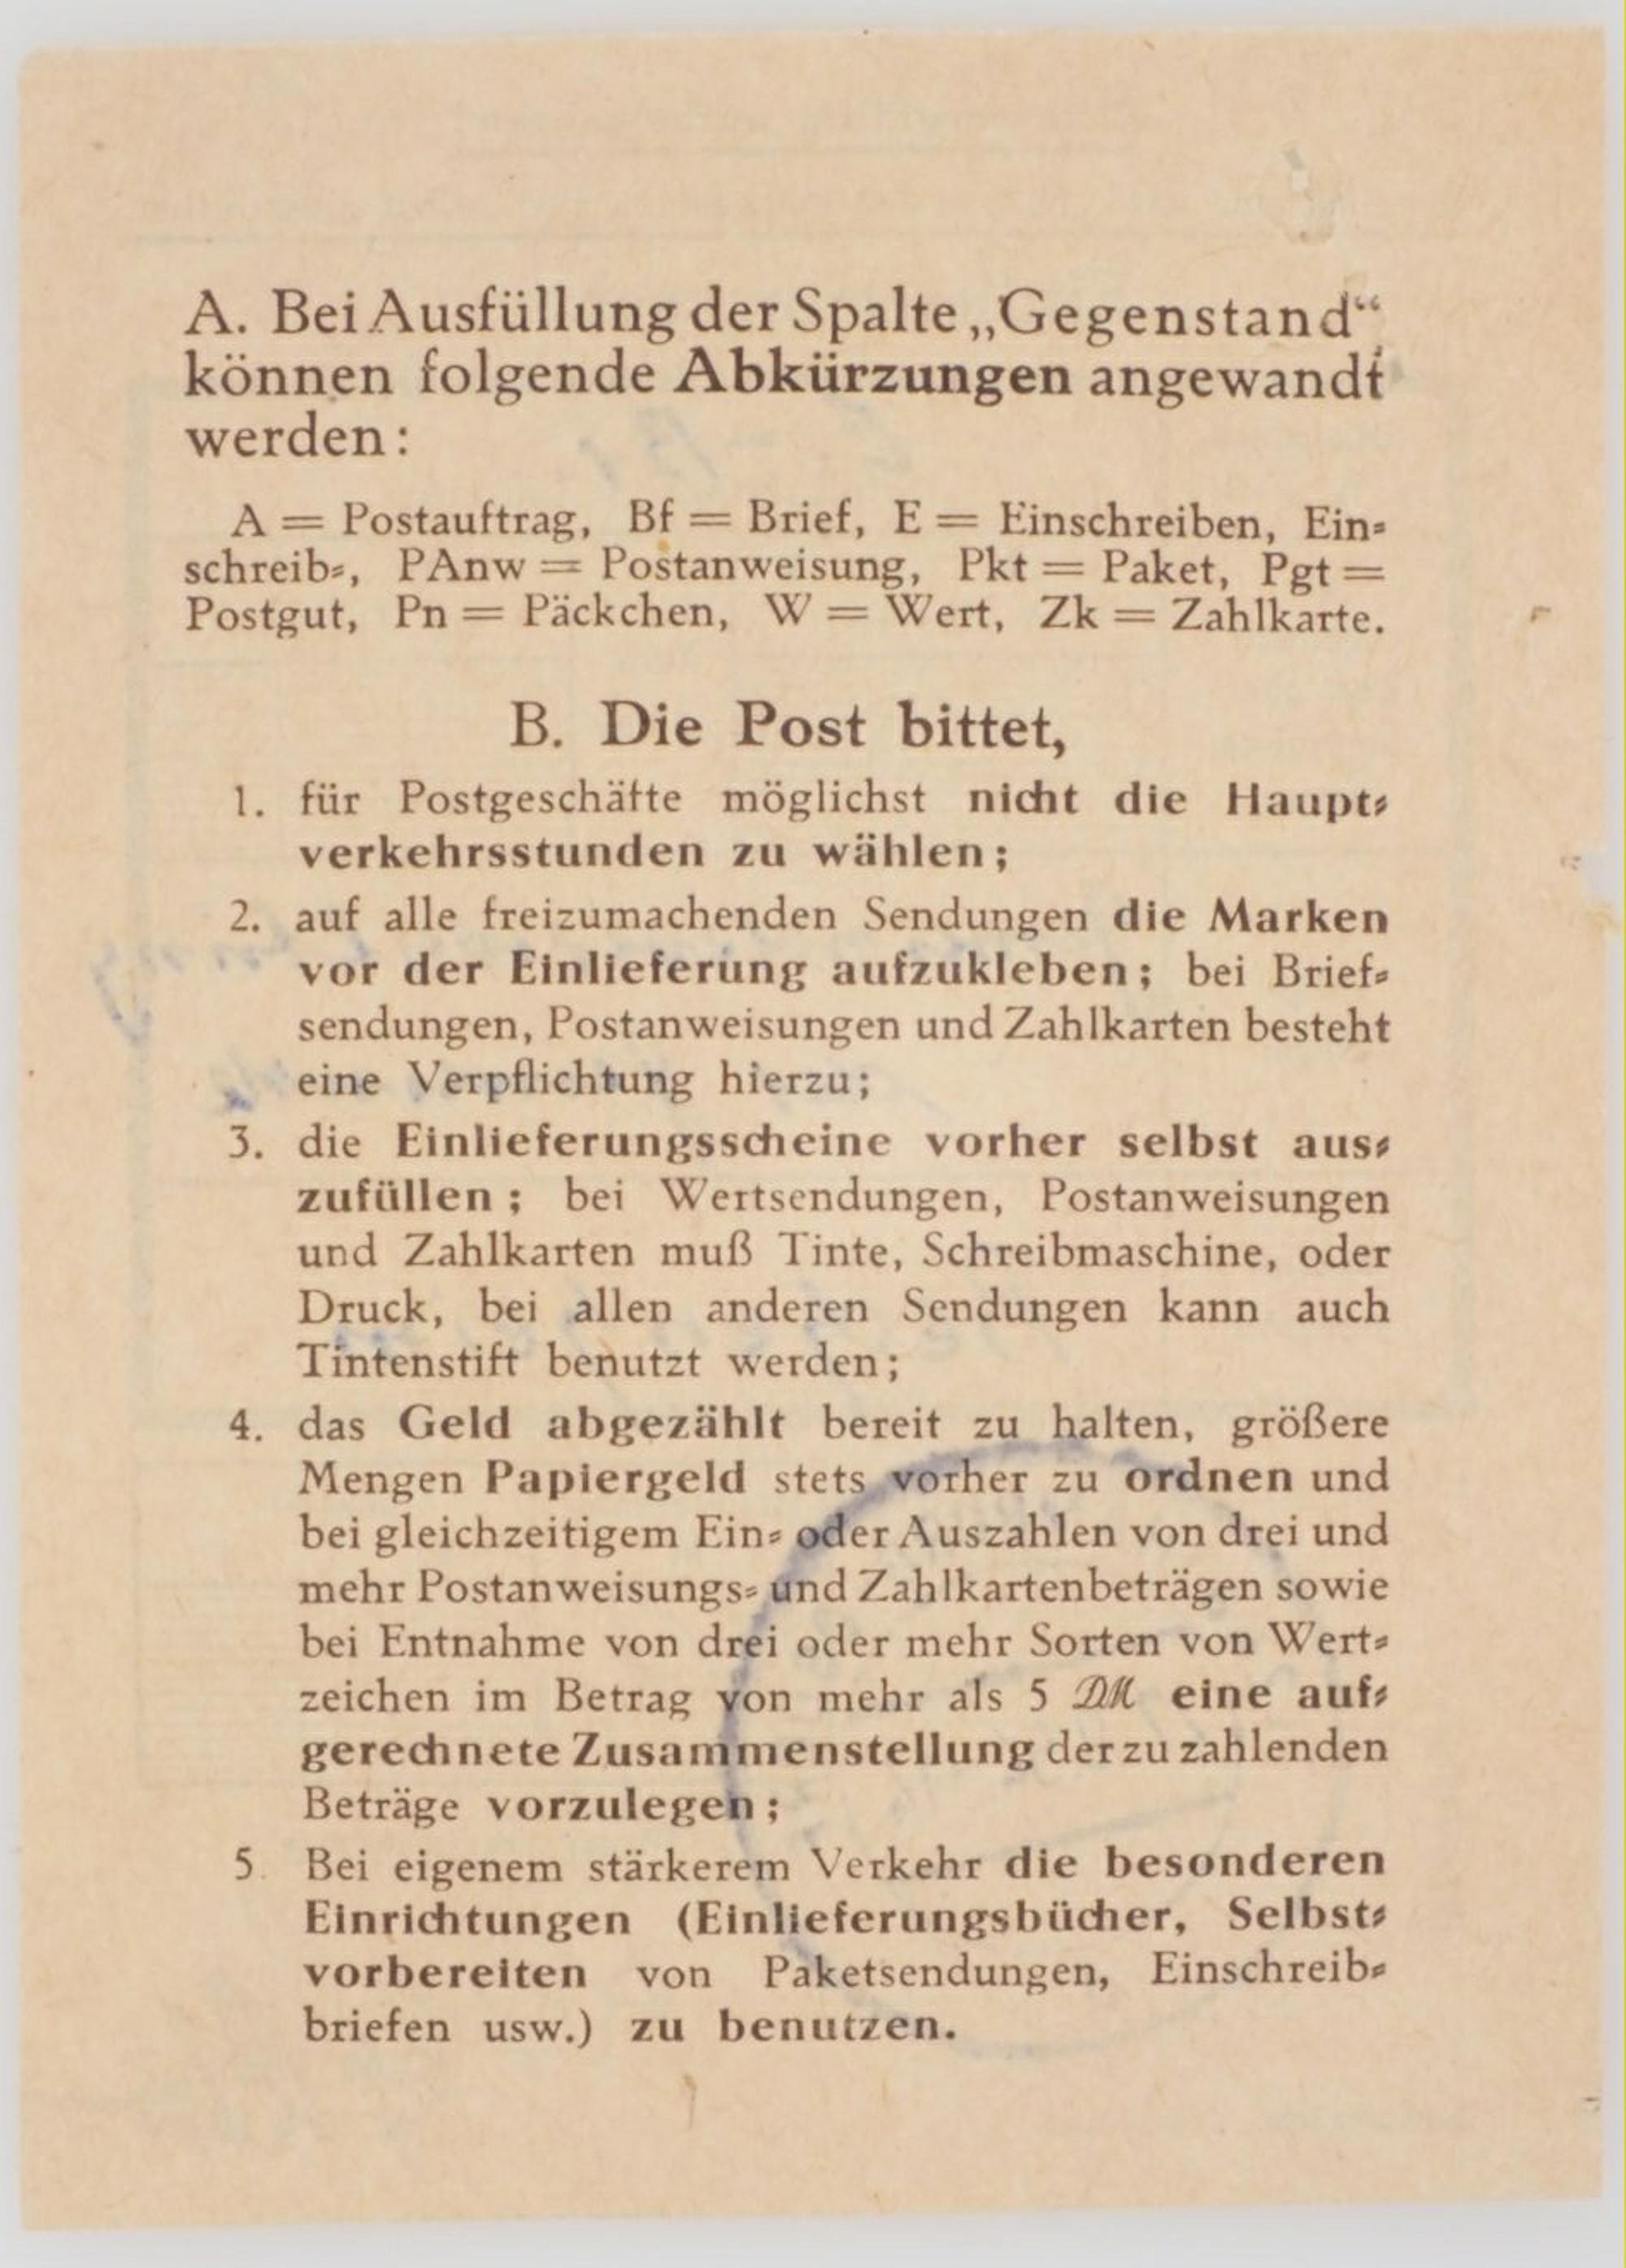 A. Bei Ausfüllung der Spalte „Gegenstand“
können folgende Abkürzungen angewandt
werden:
A = Postauftrag, Bf = Brief, E = Einschreiben, Ein-
schreib-, PAnw = Postanweisung, Pkt = Paket, Pgt =
Postgut, Pn = Päckchen, W = Wert, Zk = Zahlkarte.
B. Die Post bittet,
1. für Postgeschäfte möglichst nicht die Haupt-
verkehrsstunden zu wählen;
2. auf alle freizumachenden Sendungen die Marken
vor der Einlieferung aufzukleben; bei Brief-
sendungen, Postanweisungen und Zahlkarten besteht
eine Verpflichtung hierzu;
3. die Einlieferungsscheine vorher selbst aus-
zufüllen; bei Wertsendungen, Postanweisungen
und Zahlkarten muß Tinte, Schreibmaschine, oder
Druck, bei allen anderen Sendungen kann auch
Tintenstift benutzt werden;
4. das Geld abgezählt bereit zu halten, größere
Mengen Papiergeld stets vorher zu ordnen und
bei gleichzeitigem Ein- oder Auszahlen von drei und
mehr Postanweisungs- und Zahlkartenbeträgen sowie
bei Entnahme von drei oder mehr Sorten von Wert-
zeichen im Betrag von mehr als 5 DM eine auf-
gerechnete Zusammenstellung der zu zahlenden
Beträge vorzulegen;
5. Bei eigenem stärkerem Verkehr die besonderen
Einrichtungen (Einlieferungsbücher, Selbst-
vorbereiten von Paketsendungen, Einschreib-
briefen usw.) zu benutzen.